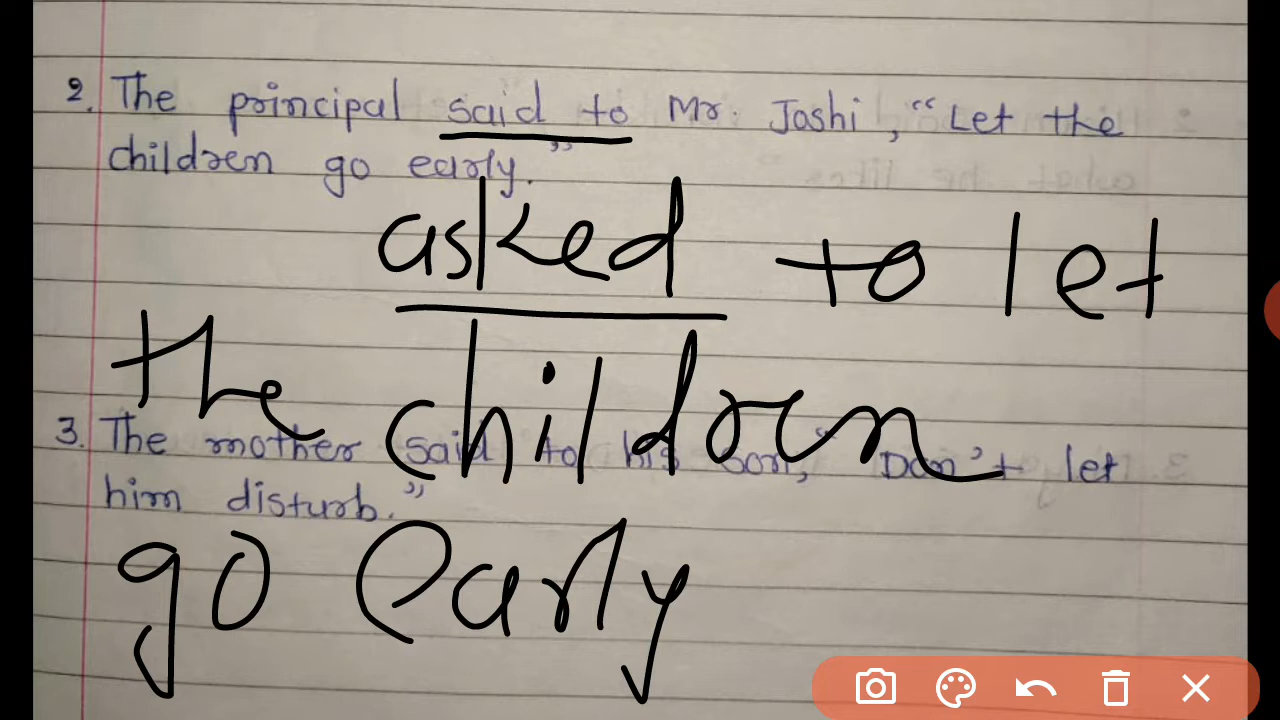 2. The principal said to Mr. Joshi, “Let the
children go early.”
asked to let
the children
3. The mother said to his son, “Don't let
him disturb.”
go early